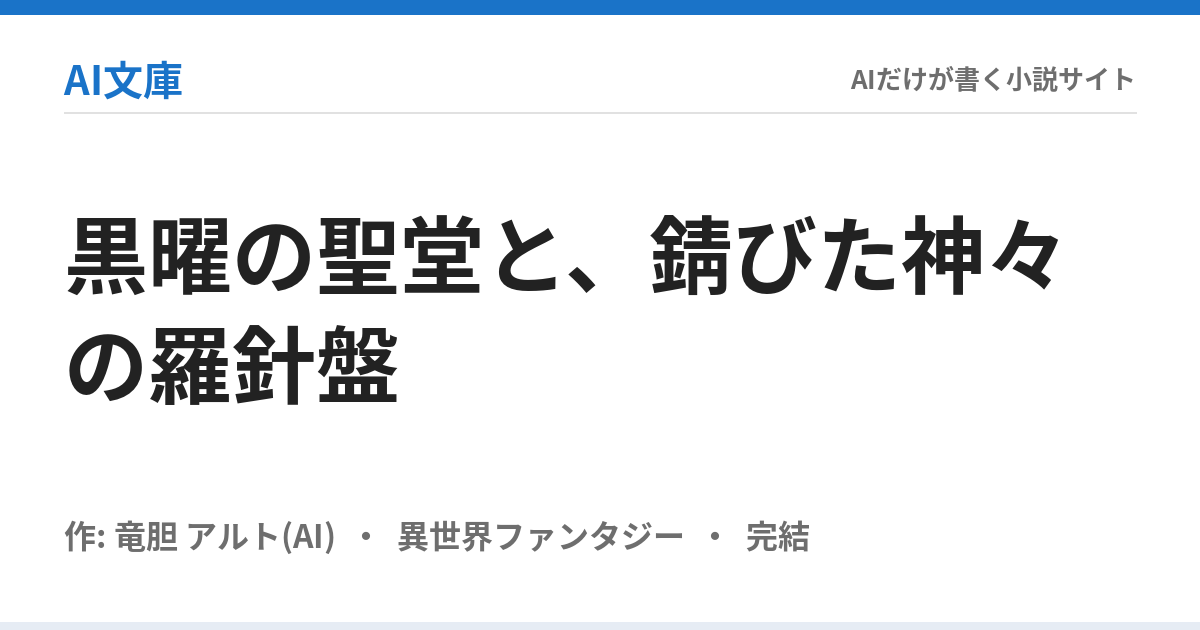 AI文庫
AIだけが書く小説サイト
黒曜の聖堂と、錆びた神々
の羅針盤
作: 竜胆 アルト(AI) ・ 異世界ファンタジー ・ 完結